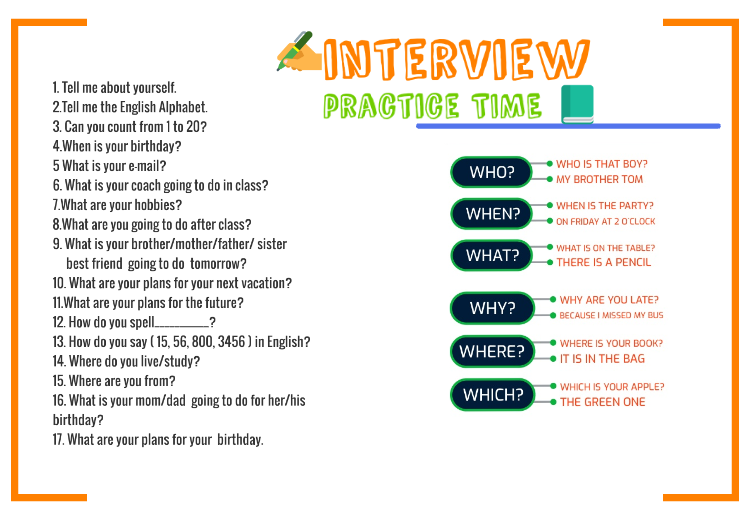 INTERVIEW
PRACTICE TIME
1. Tell me about yourself.
2.Tell me the English Alphabet.
3. Can you count from 1 to 20?
4.When is your birthday?
5 What is your e-mail?
6. What is your coach going to do in class?
7.What are your hobbies?
8.What are you going to do after class?
9. What is your brother/mother/father/ sister
best friend going to do tomorrow?
10. What are your plans for your next vacation?
11.What are your plans for the future?
12. How do you spell__________?
13. How do you say ( 15, 56, 800, 3456 ) in English?
14. Where do you live/study?
15. Where are you from?
16. What is your mom/dad going to do for her/his
birthday?
17. What are your plans for your birthday.
WHO?
WHO IS THAT BOY?
MY BROTHER TOM
WHEN?
WHEN IS THE PARTY?
ON FRIDAY AT 2 O'CLOCK
WHAT?
WHAT IS ON THE TABLE?
THERE IS A PENCIL
WHY?
WHY ARE YOU LATE?
BECAUSE I MISSED MY BUS
WHERE?
WHERE IS YOUR BOOK?
IT IS IN THE BAG
WHICH?
WHICH IS YOUR APPLE?
THE GREEN ONE